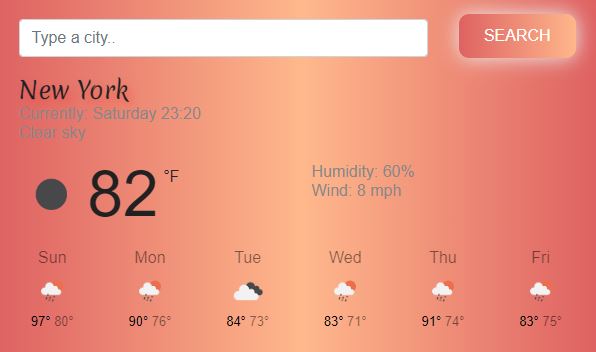 Type a city..
SEARCH
New York
Currently: Saturday 23:20
Clear sky
82 °F
Humidity: 60%
Wind: 8 mph
Sun Mon Tue Wed Thu Fri
97° 80° 90° 76° 84° 73° 83° 71° 91° 74° 83° 75°